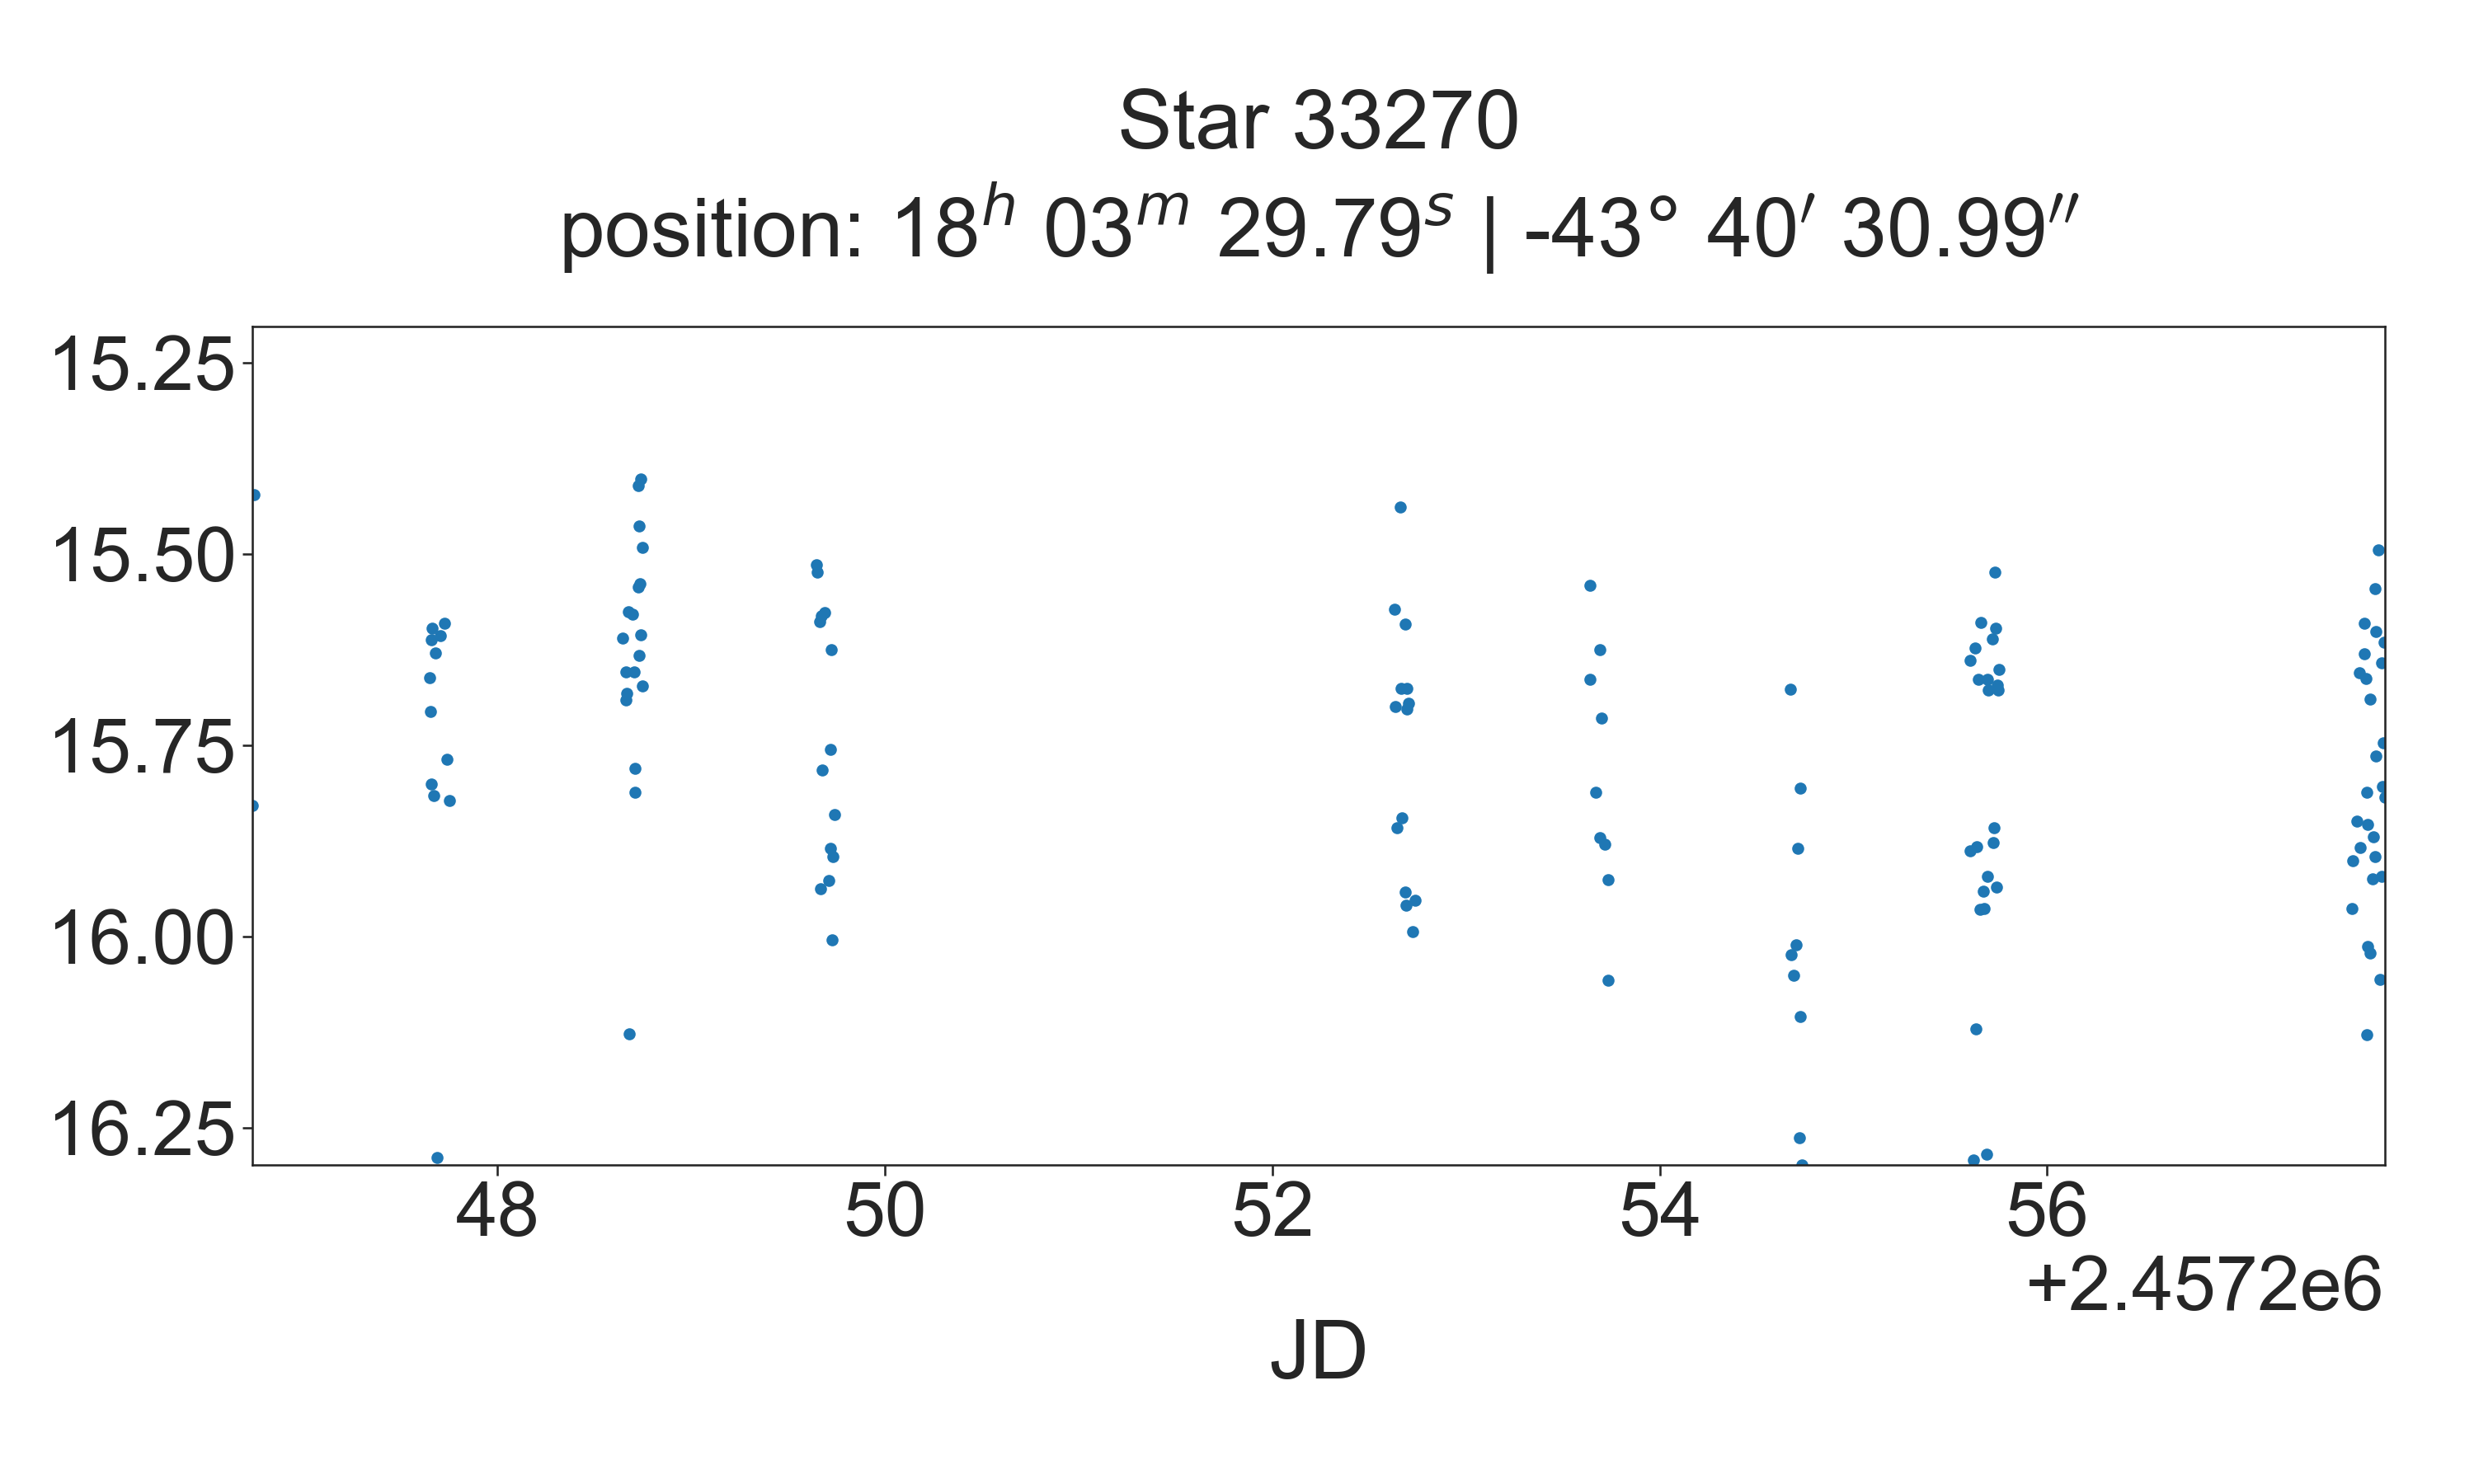 Star 33270
position: 18ʰ 03ᵐ 29.79ˢ | -43° 40′ 30.99″
15.25
15.50
15.75
16.00
16.25
48 50 52 54 56
+2.4572e6
JD